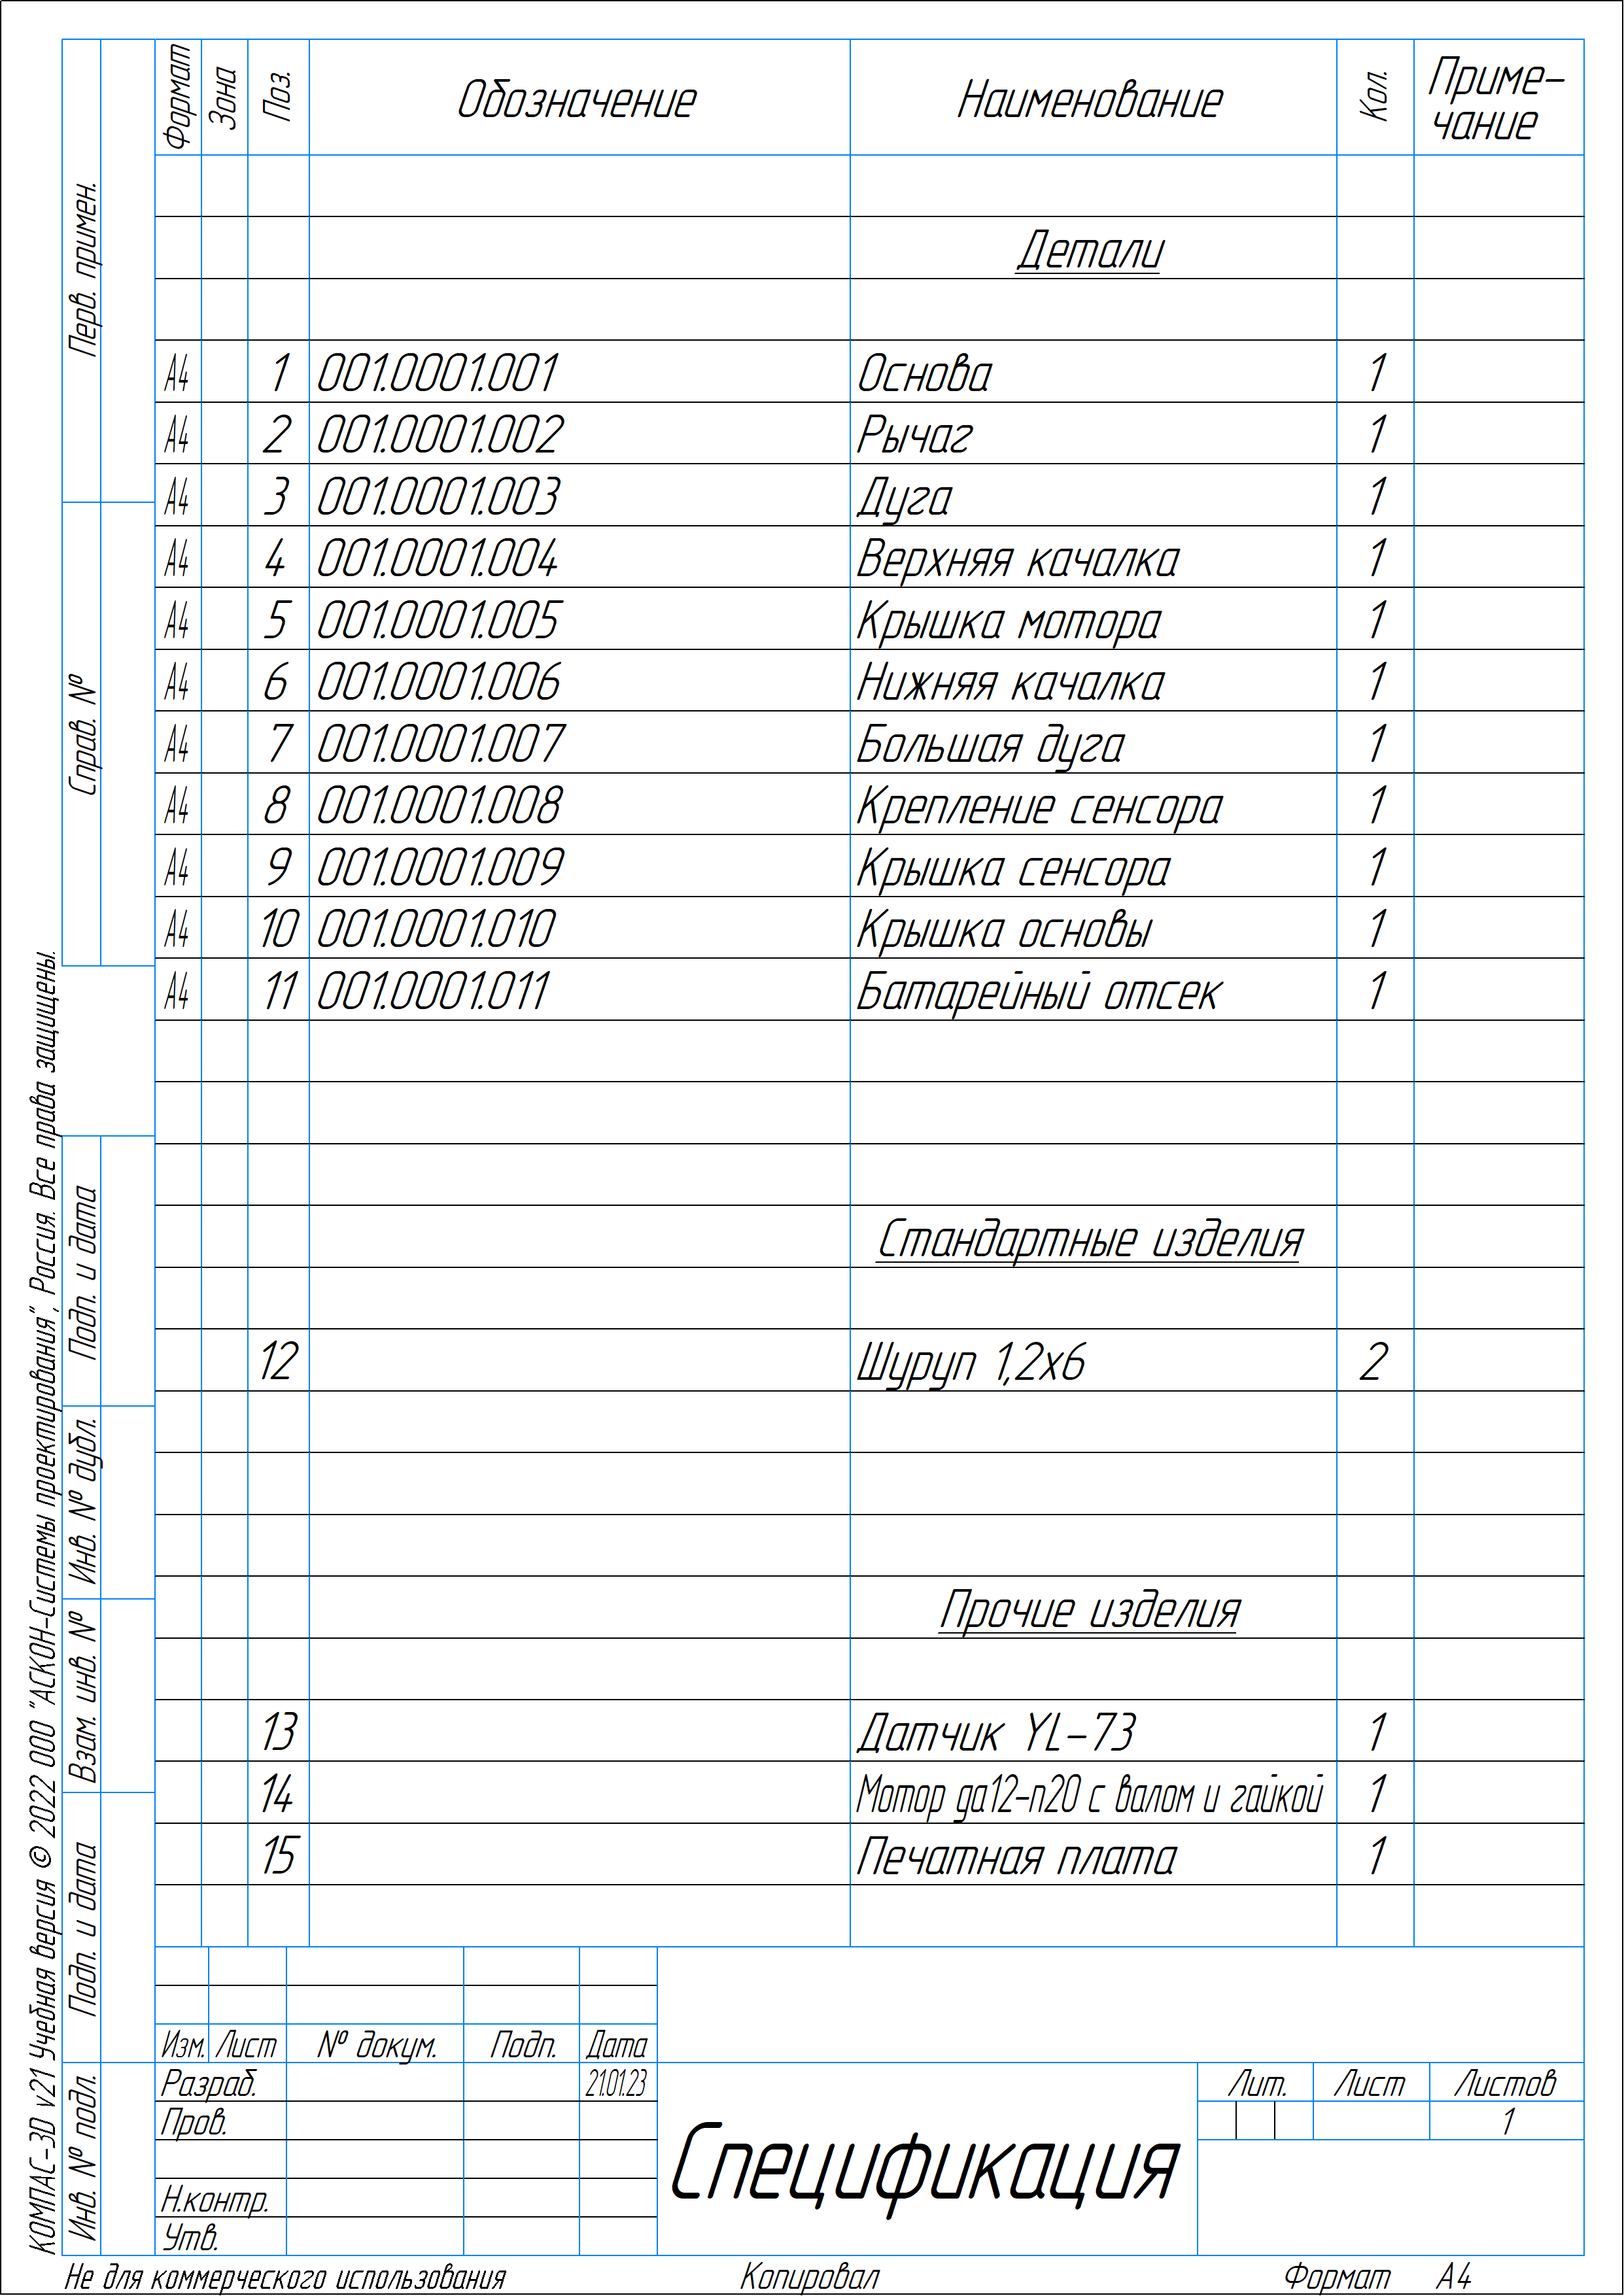 Формат Зона Поз. Обозначение Наименование Кол. Приме-
чание
Детали
А4 1 001.0001.001 Основа 1
А4 2 001.0001.002 Рычаг 1
А4 3 001.0001.003 Дуга 1
А4 4 001.0001.004 Верхняя качалка 1
А4 5 001.0001.005 Крышка мотора 1
А4 6 001.0001.006 Нижняя качалка 1
А4 7 001.0001.007 Большая дуга 1
А4 8 001.0001.008 Крепление сенсора 1
А4 9 001.0001.009 Крышка сенсора 1
А4 10 001.0001.010 Крышка основы 1
А4 11 001.0001.011 Батарейный отсек 1
Стандартные изделия
12 Шуруп 1,2х6 2
Прочие изделия
13 Датчик YL-73 1
14 Мотор ga12-n20 с валом и гайкой 1
15 Печатная плата 1
Изм. Лист № докум. Подп. Дата
Разраб. 21.01.23
Пров.
Н.контр.
Утв.
Спецификация
Лит. Лист Листов
1
Не для коммерческого использования Копировал Формат А4
Перв. примен.
Справ. №
Подп. и дата
Инв. № дубл.
Взам. инв. №
Подп. и дата
Инв. № подл.
КОМПАС-3D v21 Учебная версия © 2022 ООО "АСКОН-Системы проектирования", Россия. Все права защищены.